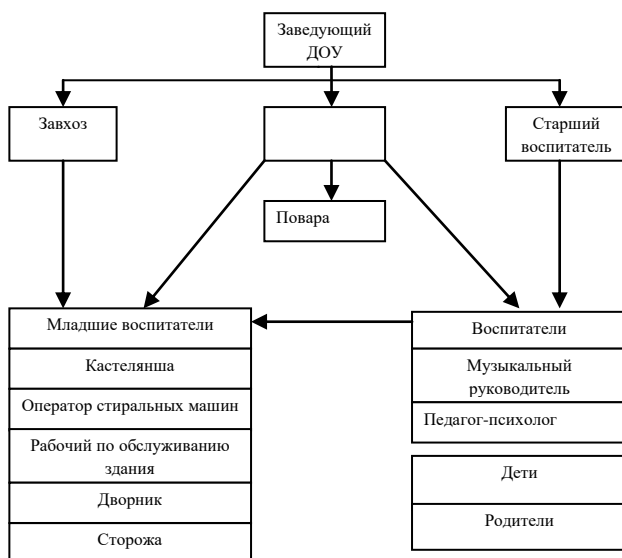 Заведующий
ДОУ
Завхоз
Старший
воспитатель
Повара
Младшие воспитатели
Кастелянша
Оператор стиральных машин
Рабочий по обслуживанию
здания
Дворник
Сторожа
Воспитатели
Музыкальный
руководитель
Педагог-психолог
Дети
Родители